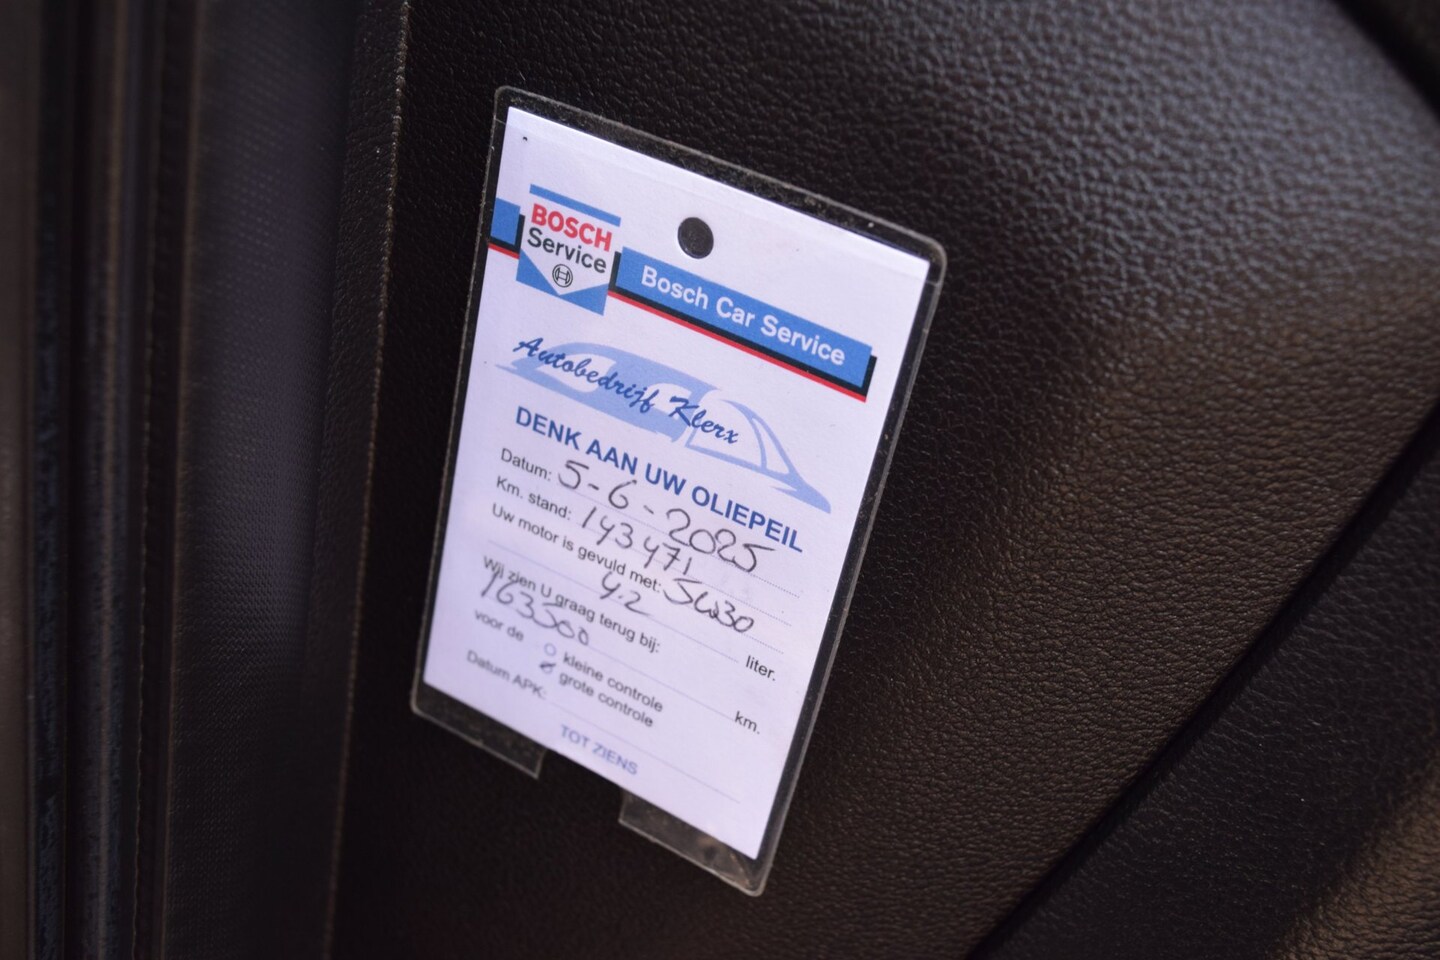 BOSCH
Service
Bosch Car Service
Autobedrijf Klerx
DENK AAN UW OLIEPEIL
Datum: 5-6-2025
Km. stand: 143471
Uw motor is gevuld met: 5W30
4.2 liter.
Wij zien U graag terug bij:
163500 km.
voor de kleine controle
grote controle
Datum APK:
TOT ZIENS